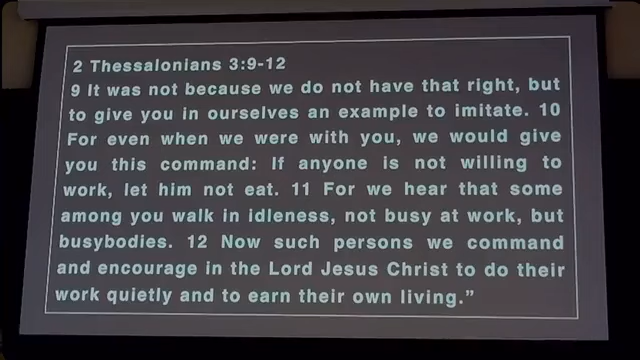 2 Thessalonians 3:9-12
9 It was not because we do not have that right, but
to give you in ourselves an example to imitate. 10
For even when we were with you, we would give
you this command: If anyone is not willing to
work, let him not eat. 11 For we hear that some
among you walk in idleness, not busy at work, but
busybodies. 12 Now such persons we command
and encourage in the Lord Jesus Christ to do their
work quietly and to earn their own living.”